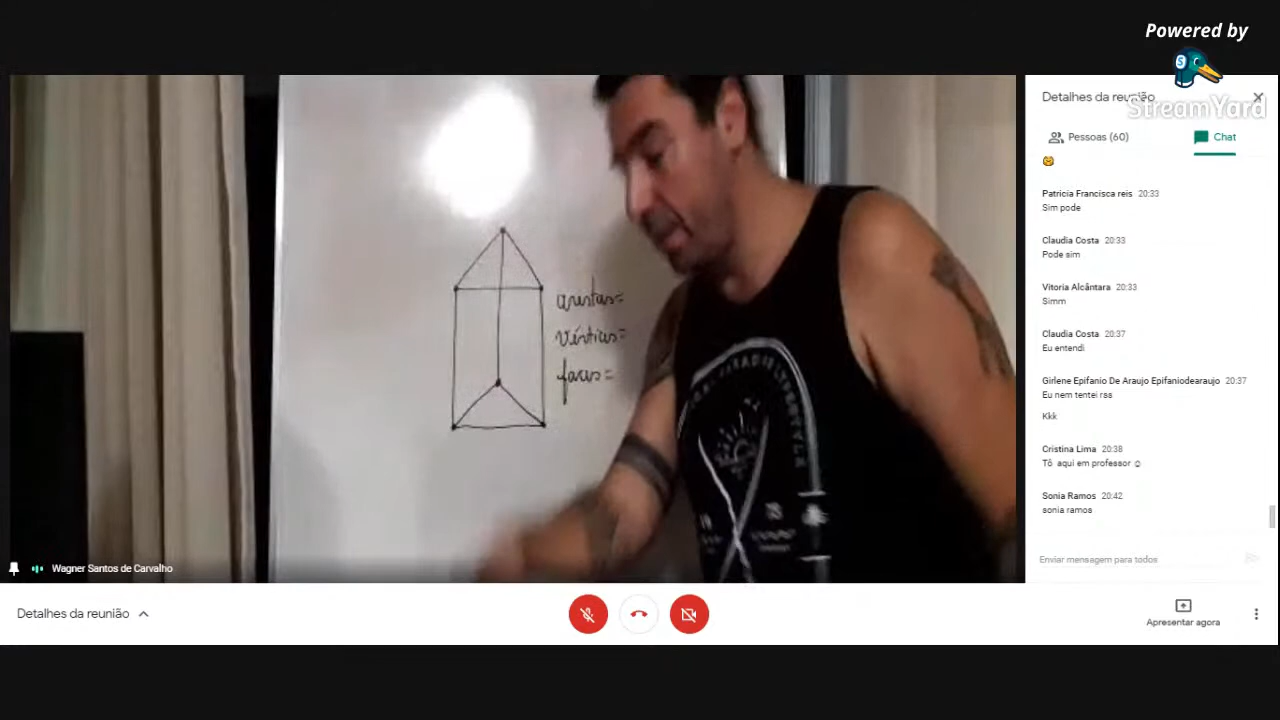 Powered by
StreamYard
Detalhes da reunião
Pessoas (60)
Chat
Patricia Francisca reis 20:33
Sim pode
Claudia Costa 20:33
Pode sim
Vitoria Alcântara 20:33
Simm
Claudia Costa 20:37
Eu entendi
Girlene Epifanio De Araujo Epifaniodearaujo 20:37
Eu nem tentei rss
Kkk
Cristina Lima 20:38
Tô aqui em professor ☺
Sonia Ramos 20:42
sonia ramos
Enviar mensagem para todos
arestas=
vértices=
faces=
Wagner Santos de Carvalho
Detalhes da reunião
Apresentar agora